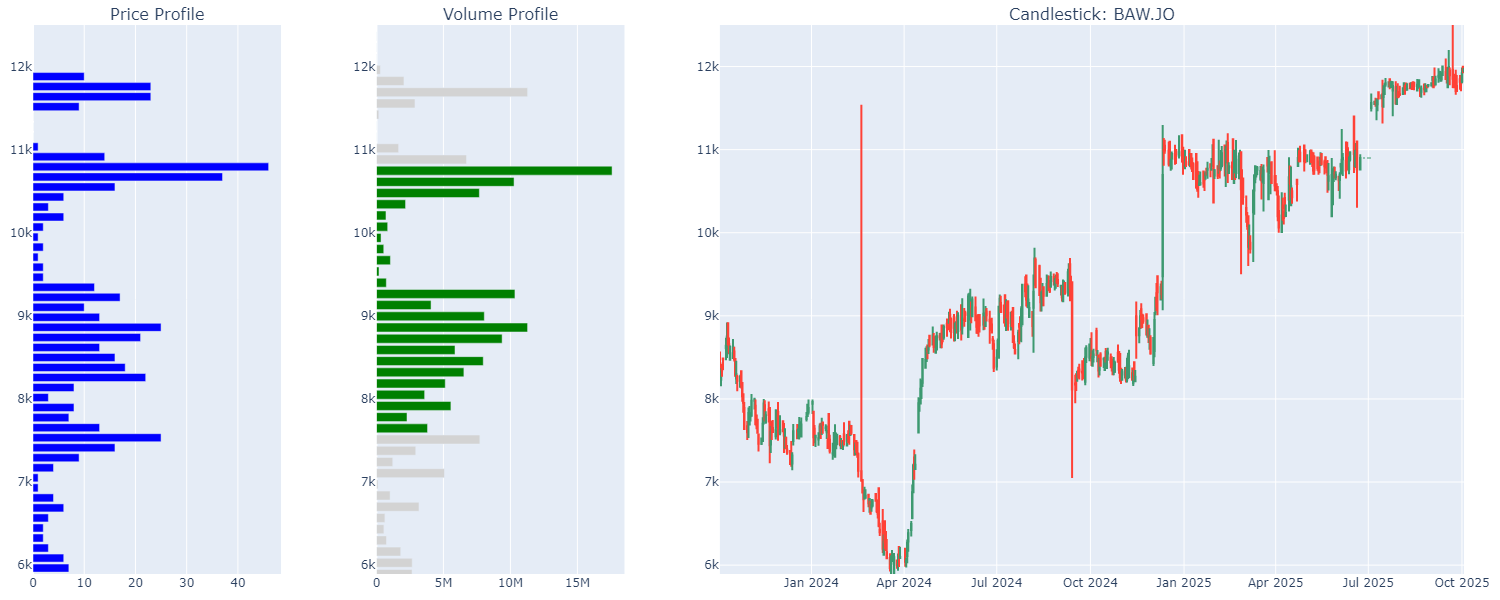 Price Profile
Volume Profile
Candlestick: BAW.JO
12k
11k
10k
9k
8k
7k
6k
0
10
20
30
40
12k
11k
10k
9k
8k
7k
6k
0
5M
10M
15M
12k
11k
10k
9k
8k
7k
6k
Jan 2024
Apr 2024
Jul 2024
Oct 2024
Jan 2025
Apr 2025
Jul 2025
Oct 2025